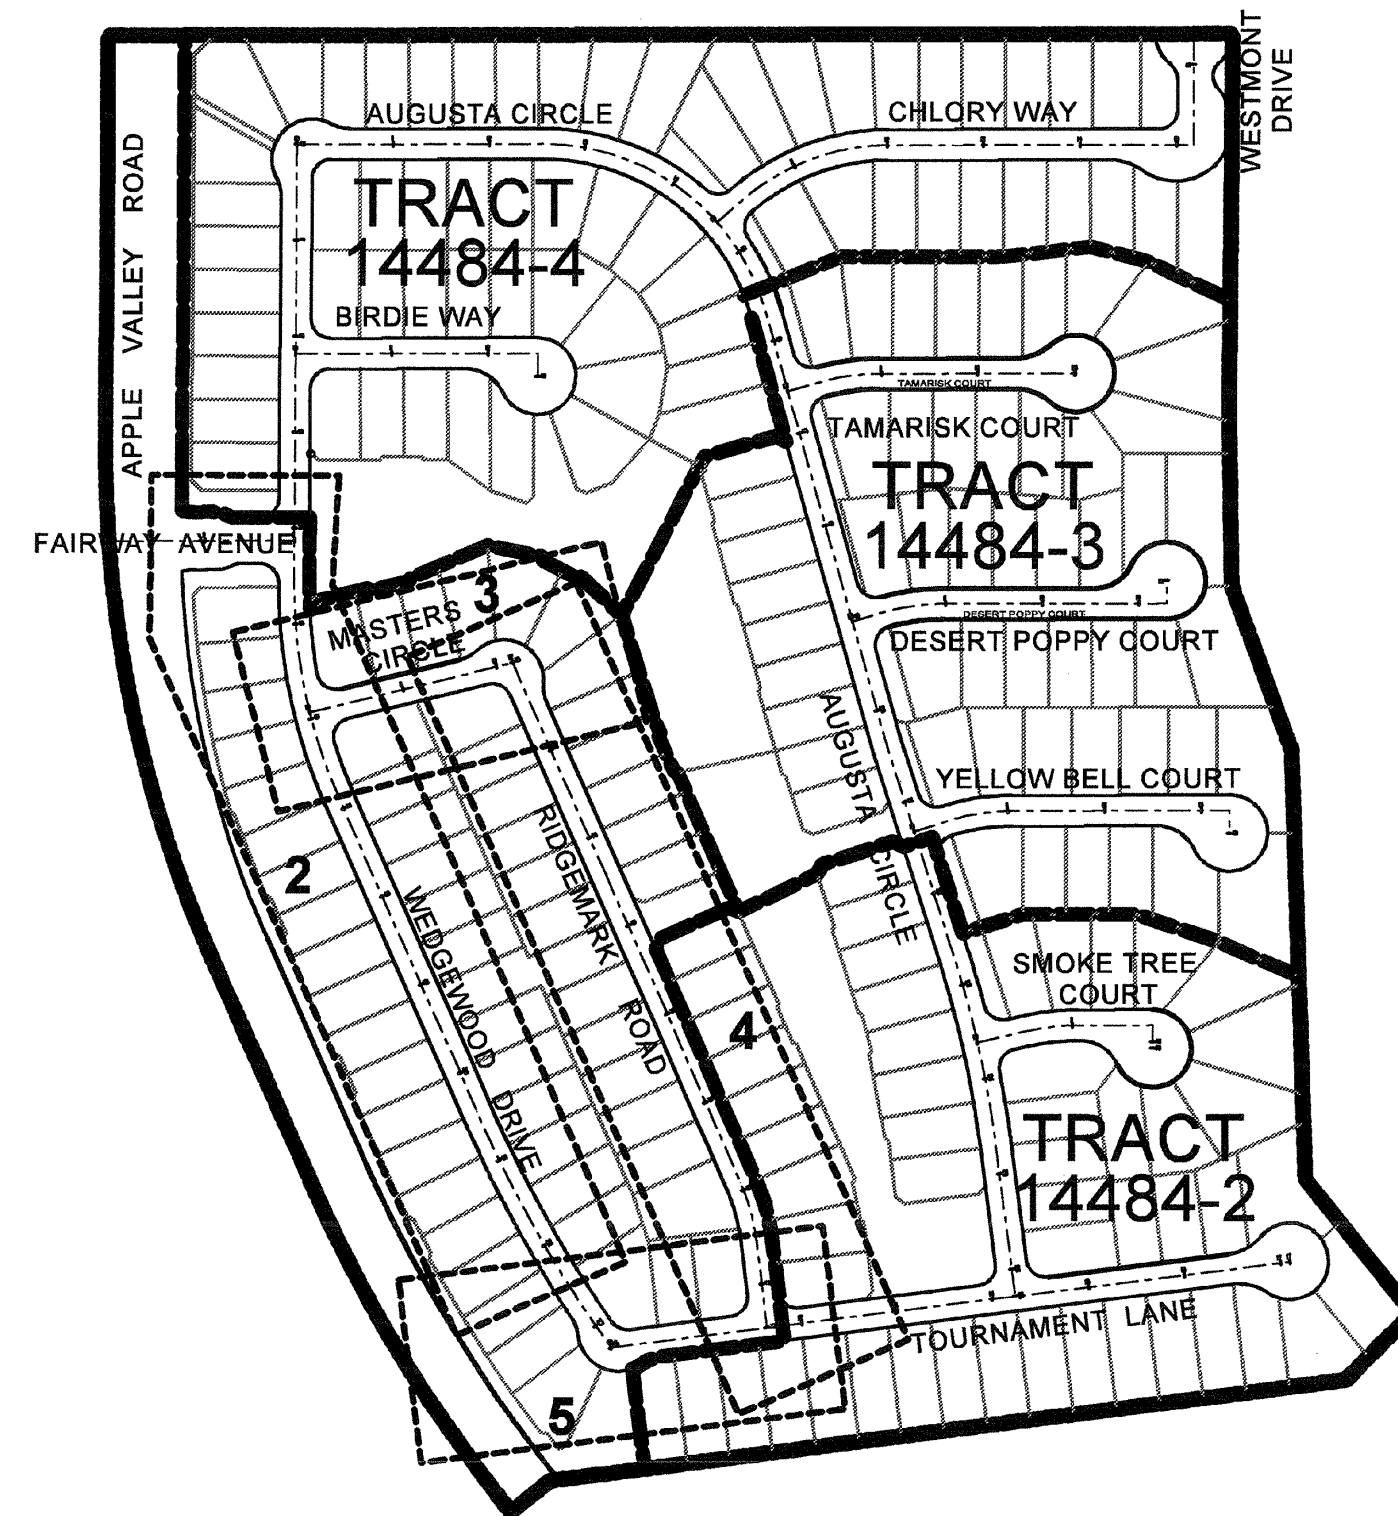 WESTMONT
DRIVE
AUGUSTA CIRCLE
CHLORY WAY
APPLE VALLEY ROAD
TRACT
14484-4
BIRDIE WAY
TAMARISK COURT
TAMARISK COURT
TRACT
14484-3
FAIRWAY AVENUE
3
MASTERS
CIRCLE
DESERT POPPY COURT
DESERT POPPY COURT
AUGUSTA
CIRCLE
YELLOW BELL COURT
RIDGEMARK
ROAD
2
WEDGEWOOD DRIVE
SMOKE TREE
COURT
4
TRACT
14484-2
TOURNAMENT LANE
5